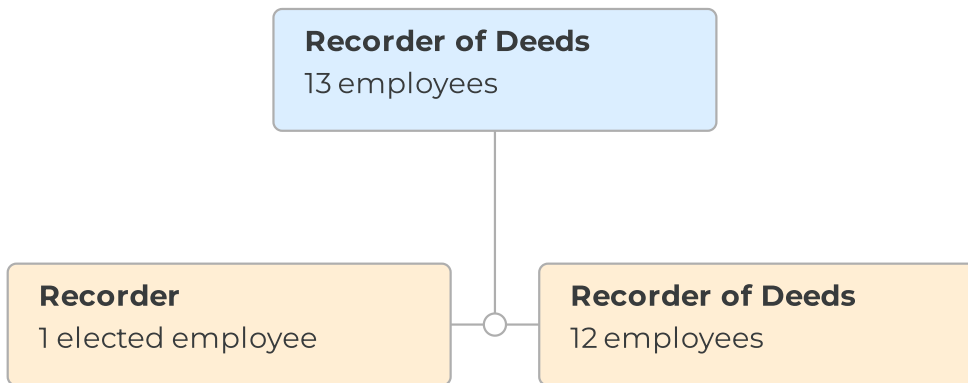 Recorder of Deeds
13 employees
Recorder
1 elected employee
Recorder of Deeds
12 employees